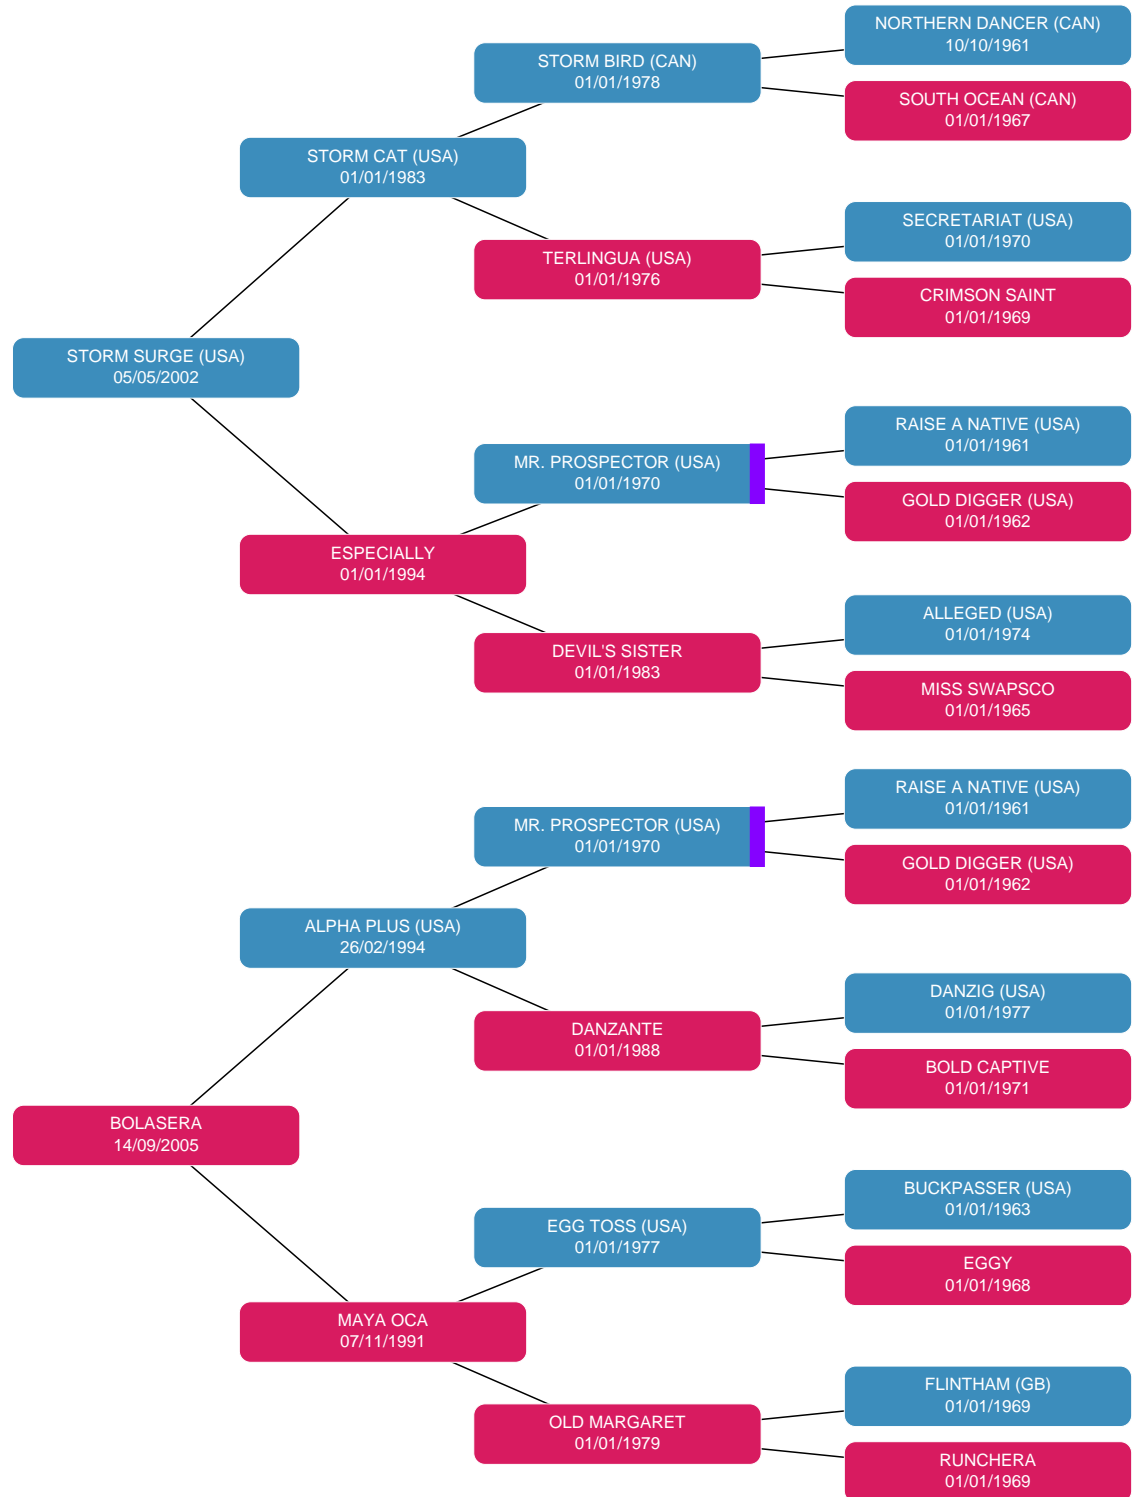 NORTHERN DANCER (CAN)
10/10/1961
STORM BIRD (CAN)
01/01/1978
SOUTH OCEAN (CAN)
01/01/1967
STORM CAT (USA)
01/01/1983
SECRETARIAT (USA)
01/01/1970
TERLINGUA (USA)
01/01/1976
CRIMSON SAINT
01/01/1969
STORM SURGE (USA)
05/05/2002
RAISE A NATIVE (USA)
01/01/1961
MR. PROSPECTOR (USA)
01/01/1970
GOLD DIGGER (USA)
01/01/1962
ESPECIALLY
01/01/1994
ALLEGED (USA)
01/01/1974
DEVIL'S SISTER
01/01/1983
MISS SWAPSCO
01/01/1965
RAISE A NATIVE (USA)
01/01/1961
MR. PROSPECTOR (USA)
01/01/1970
GOLD DIGGER (USA)
01/01/1962
ALPHA PLUS (USA)
26/02/1994
DANZIG (USA)
01/01/1977
DANZANTE
01/01/1988
BOLD CAPTIVE
01/01/1971
BOLASERA
14/09/2005
BUCKPASSER (USA)
01/01/1963
EGG TOSS (USA)
01/01/1977
EGGY
01/01/1968
MAYA OCA
07/11/1991
FLINTHAM (GB)
01/01/1969
OLD MARGARET
01/01/1979
RUNCHERA
01/01/1969